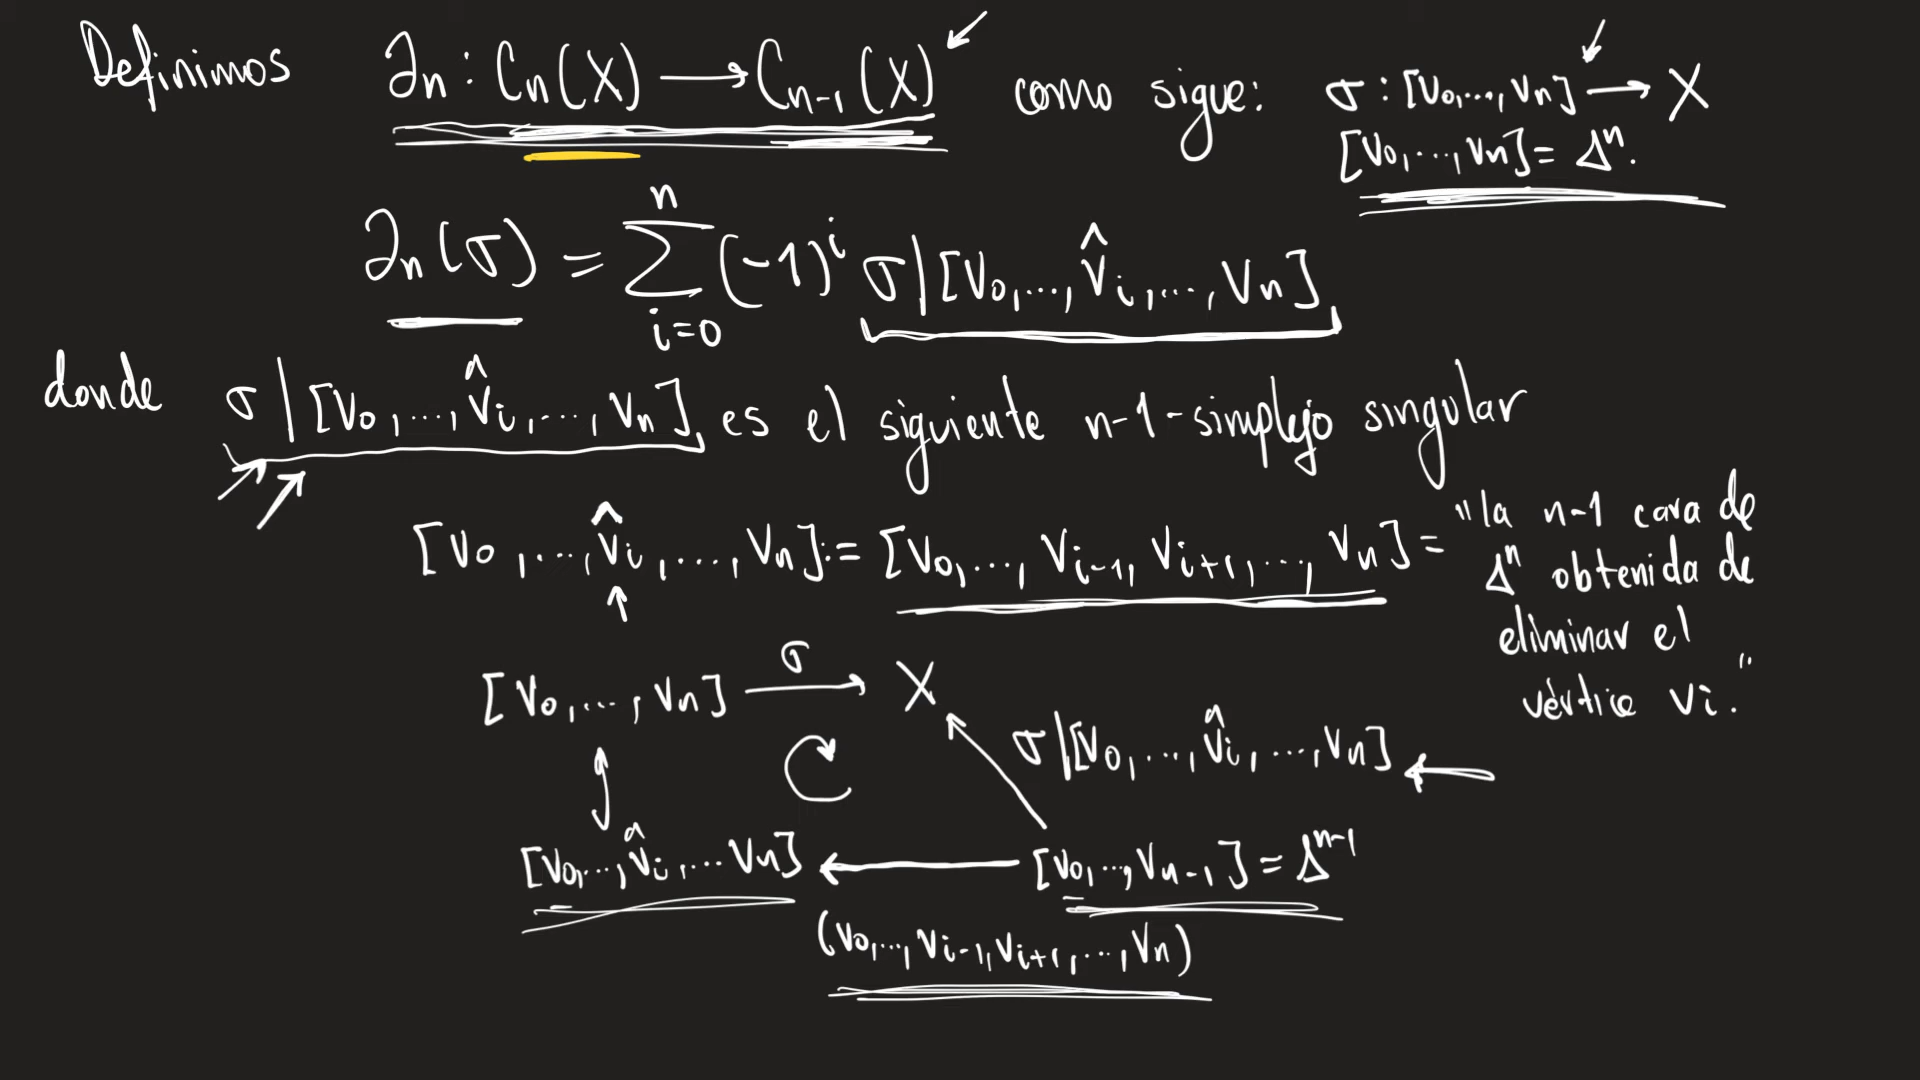 Definimos ∂n : Cn(X) ⟶ Cn-1(X) como sigue: σ : [v0,...,vn] ⟶ X
[v0,...,vn] = Δ^n.
∂n(σ) = Σ_{i=0}^{n} (-1)^i σ|[v0,...,v̂i,...,vn]
donde σ|[v0,...,v̂i,...,vn] es el siguiente n-1-simplejo singular
[v0,...,v̂i,...,vn] := [v0,...,vi-1,vi+1,...,vn] = "la n-1 cara de
Δ^n obtenida de
eliminar el
vértice vi."
[v0,...,vn] ⟶ X
σ
σ|[v0,...,v̂i,...,vn]
[v0,...,v̂i,...vn] ⟵ [v0,...,vn-1] = Δ^{n-1}
(v0,...,vi-1,vi+1,...,vn)